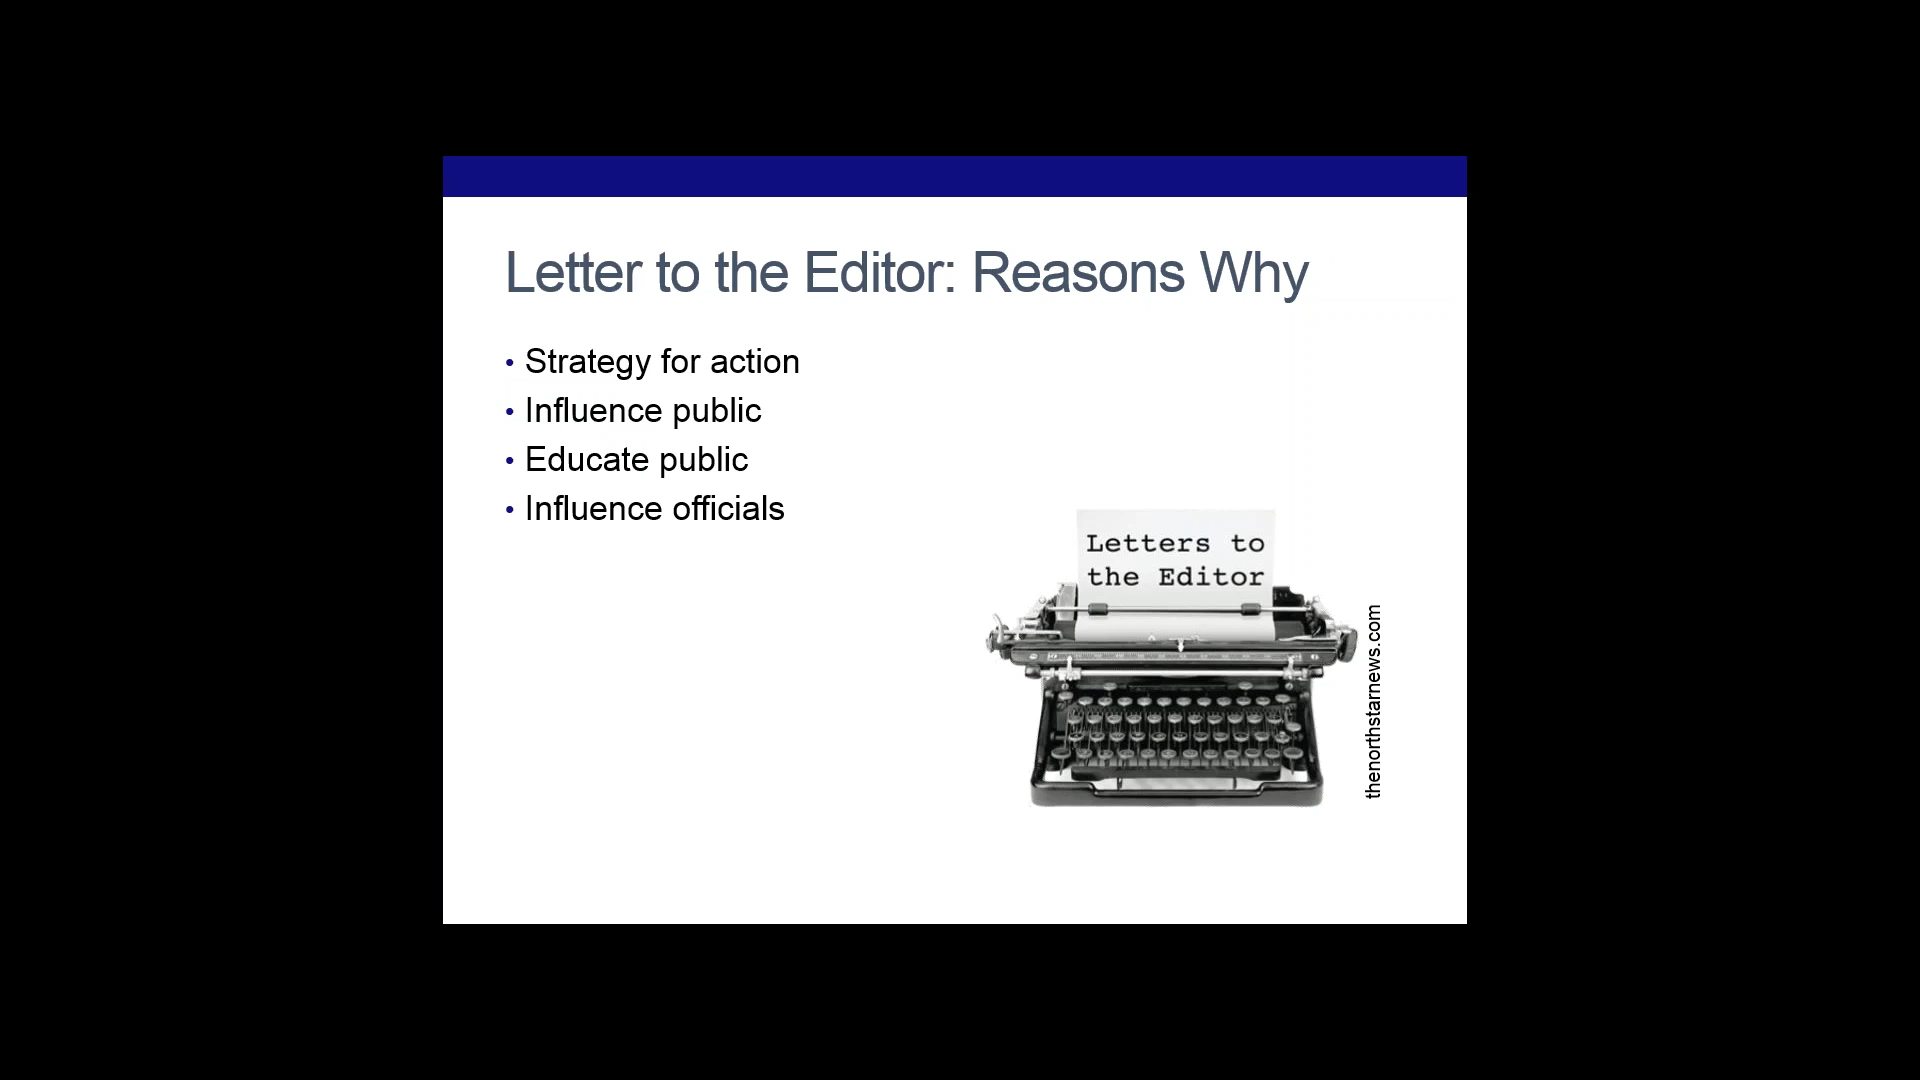 Letter to the Editor: Reasons Why
• Strategy for action
• Influence public
• Educate public
• Influence officials
Letters to
the Editor
thenorthstarnews.com